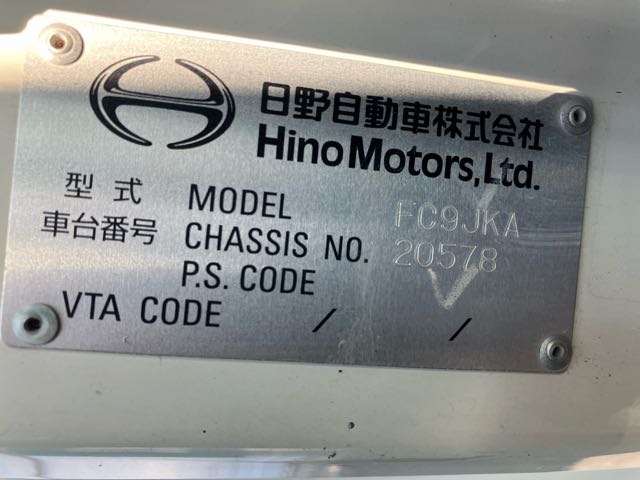 日野自動車株式会社
Hino Motors, Ltd.
型式 MODEL FC9JKA
車台番号 CHASSIS NO. 20578
P.S. CODE
VTA CODE / /